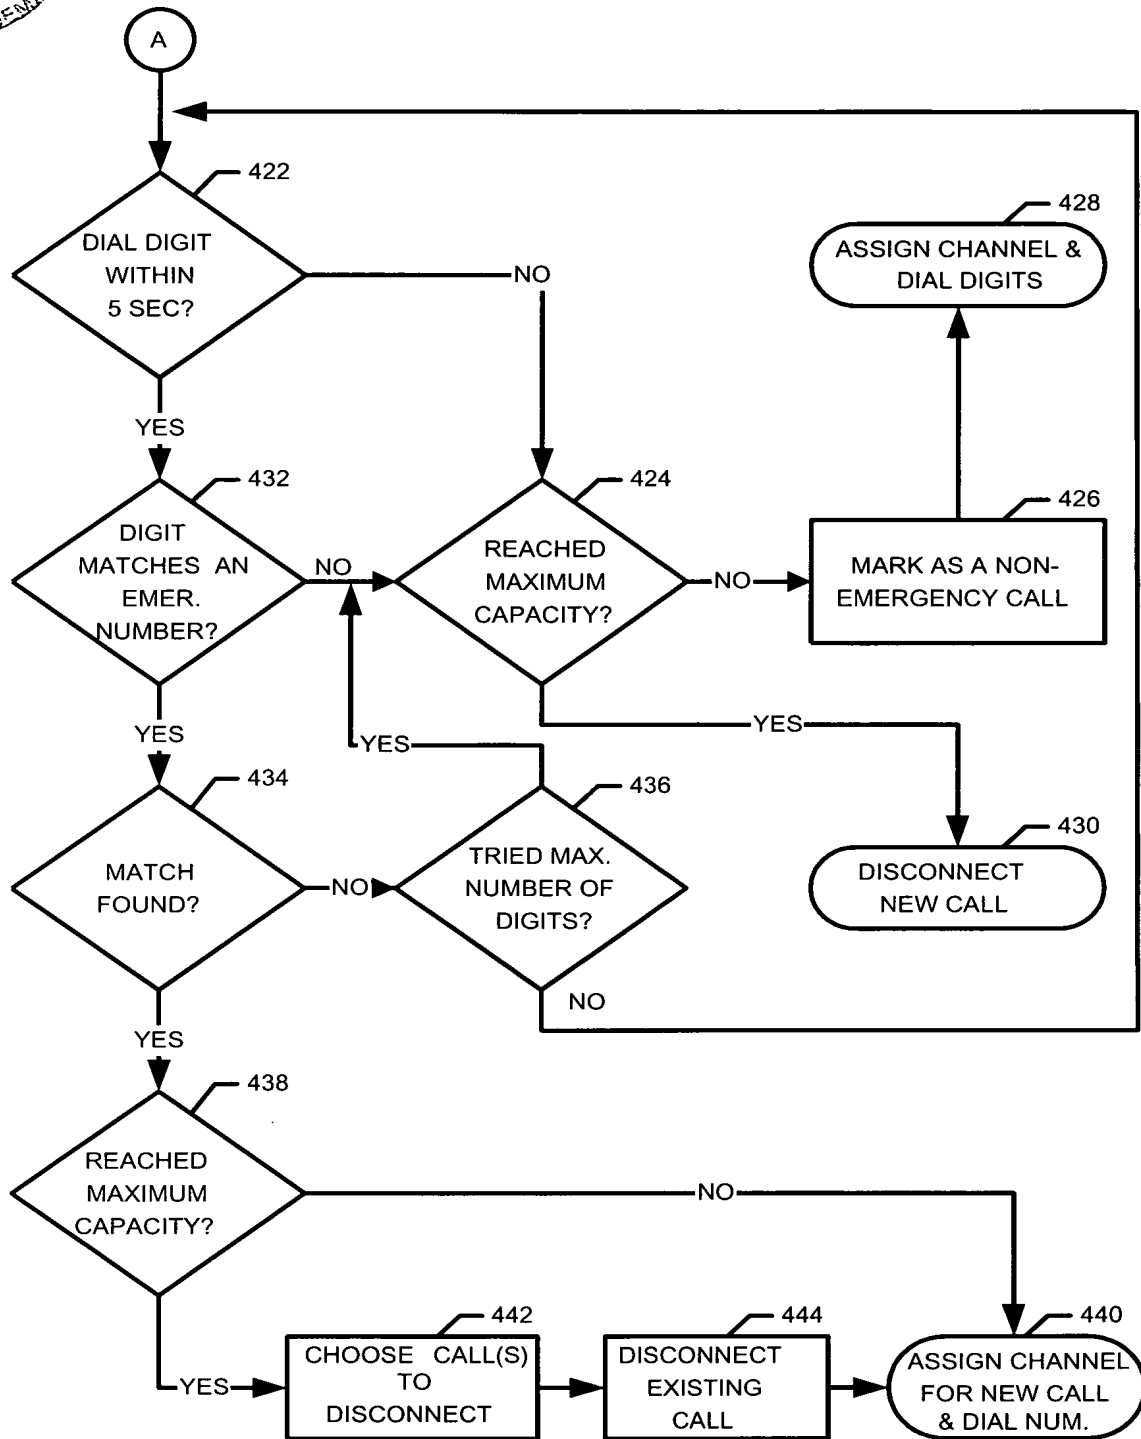 A
422
DIAL DIGIT
WITHIN
5 SEC?
NO
428
ASSIGN CHANNEL &
DIAL DIGITS
YES
432
DIGIT
MATCHES AN
EMER.
NUMBER?
NO
424
REACHED
MAXIMUM
CAPACITY?
NO
426
MARK AS A NON-
EMERGENCY CALL
YES
YES
YES
434
MATCH
FOUND?
NO
436
TRIED MAX.
NUMBER OF
DIGITS?
NO
430
DISCONNECT
NEW CALL
YES
438
REACHED
MAXIMUM
CAPACITY?
NO
YES
442
CHOOSE CALL(S)
TO
DISCONNECT
444
DISCONNECT
EXISTING
CALL
440
ASSIGN CHANNEL
FOR NEW CALL
& DIAL NUM.